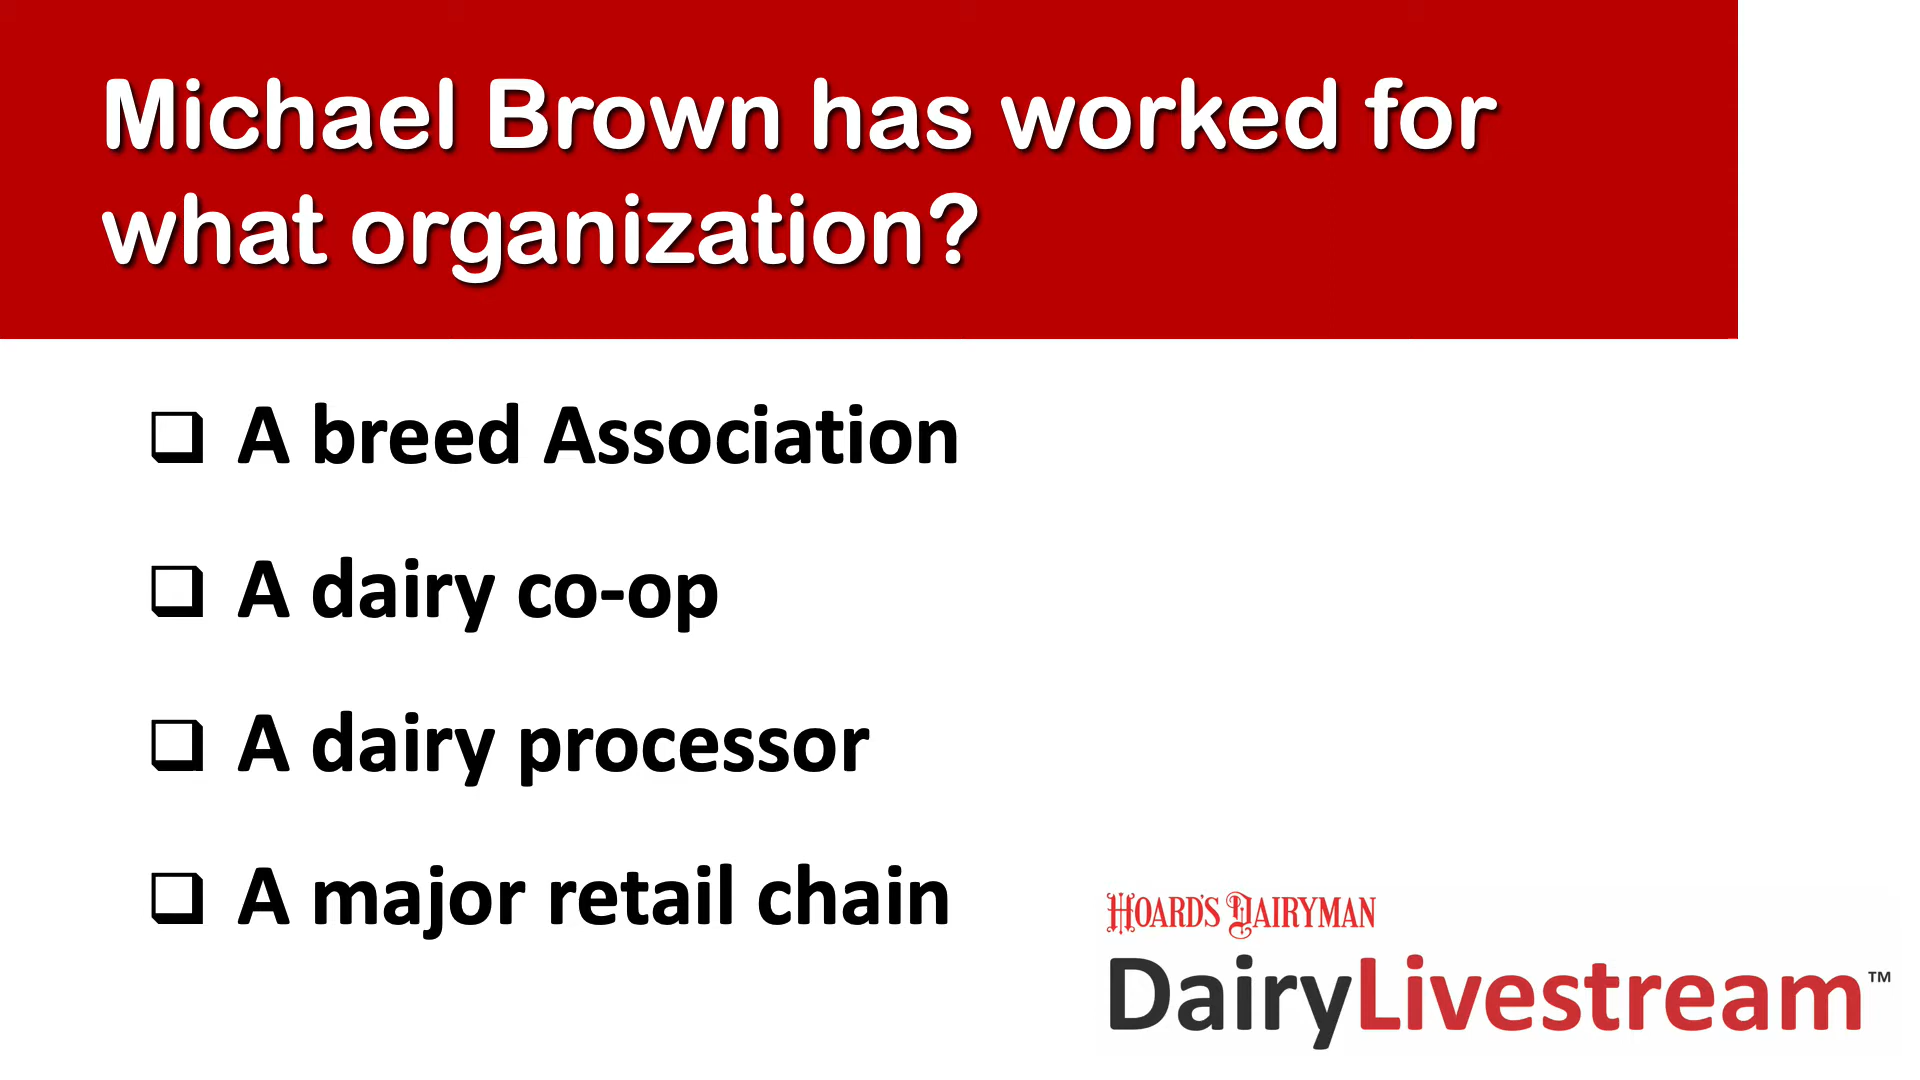 Michael Brown has worked for
what organization?
❑ A breed Association
❑ A dairy co-op
❑ A dairy processor
❑ A major retail chain
HOARD'S DAIRYMAN
DairyLivestream™